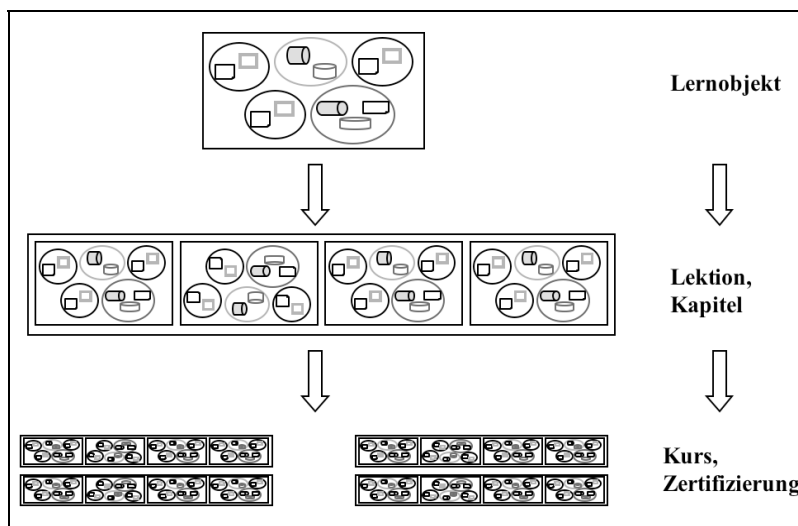 Lernobjekt
Lektion,
Kapitel
Kurs,
Zertifizierung